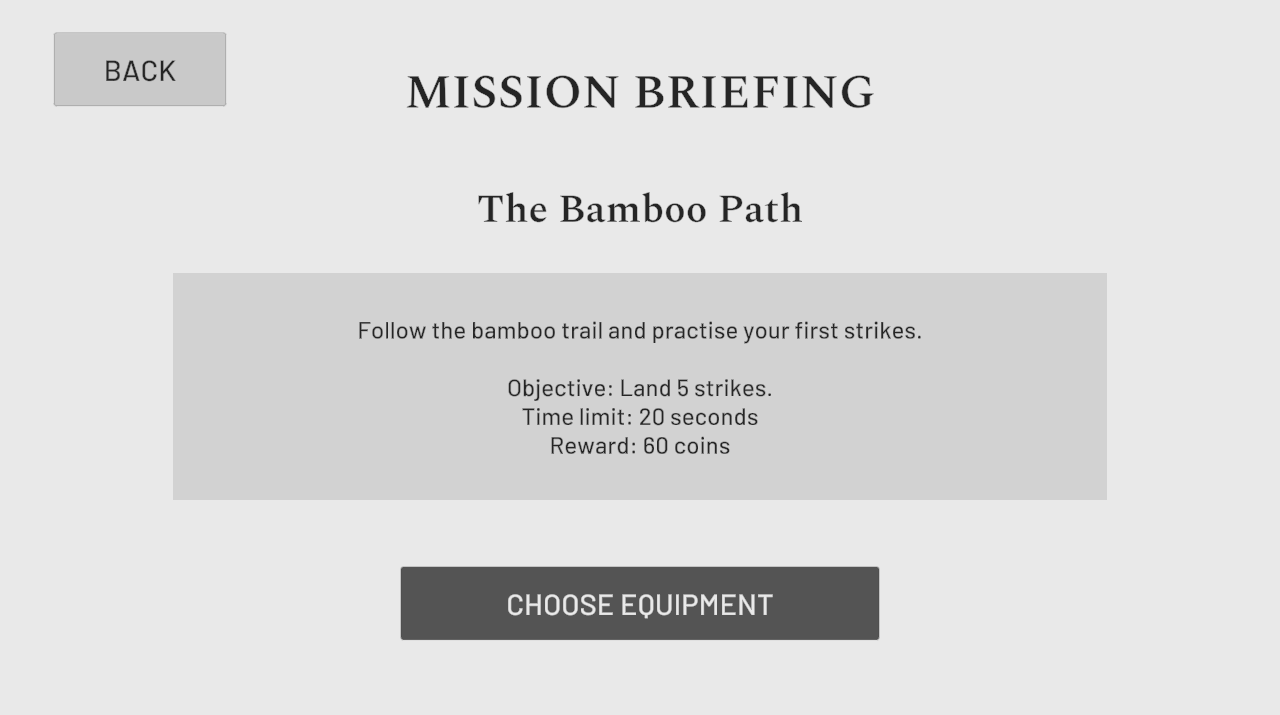 BACK
MISSION BRIEFING
The Bamboo Path
Follow the bamboo trail and practise your first strikes.
Objective: Land 5 strikes.
Time limit: 20 seconds
Reward: 60 coins
CHOOSE EQUIPMENT